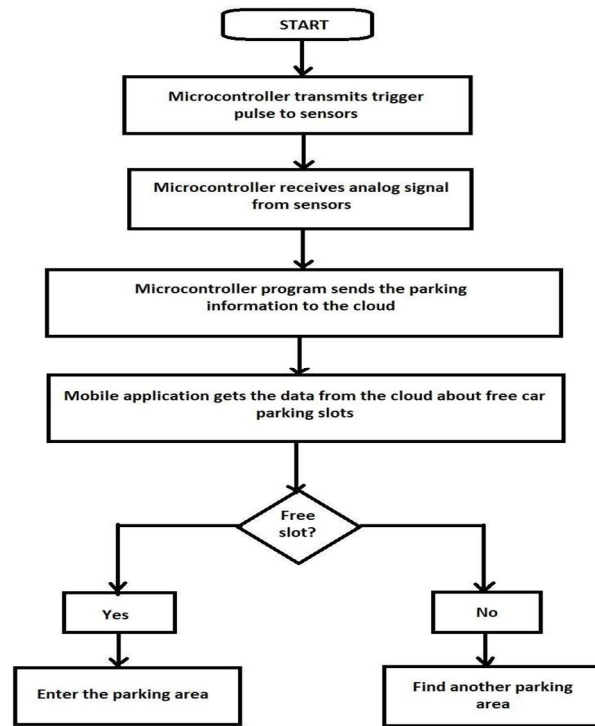 START
Microcontroller transmits trigger
pulse to sensors
Microcontroller receives analog signal
from sensors
Microcontroller program sends the parking
information to the cloud
Mobile application gets the data from the cloud about free car
parking slots
Free
slot?
Yes
No
Enter the parking area
Find another parking
area